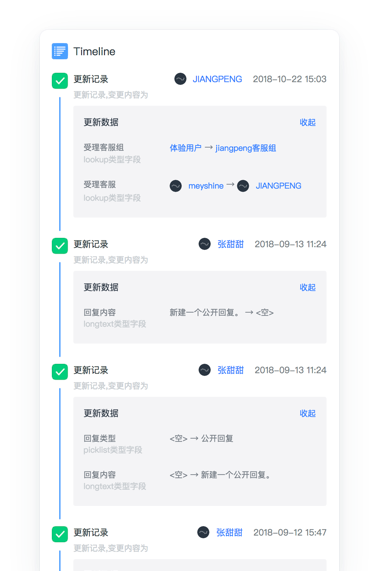 Timeline
更新记录 JIANGPENG 2018-10-22 15:03
更新记录,变更内容为
更新数据 收起
受理客服组 体验用户 → jiangpeng客服组
lookup类型字段
受理客服 meyshine → JIANGPENG
lookup类型字段
更新记录 张甜甜 2018-09-13 11:24
更新记录,变更内容为
更新数据 收起
回复内容 新建一个公开回复。 → <空>
longtext类型字段
更新记录 张甜甜 2018-09-13 11:24
更新记录,变更内容为
更新数据 收起
回复类型 <空> → 公开回复
picklist类型字段
回复内容 <空> → 新建一个公开回复。
longtext类型字段
更新记录 张甜甜 2018-09-12 15:47
更新记录,变更内容为